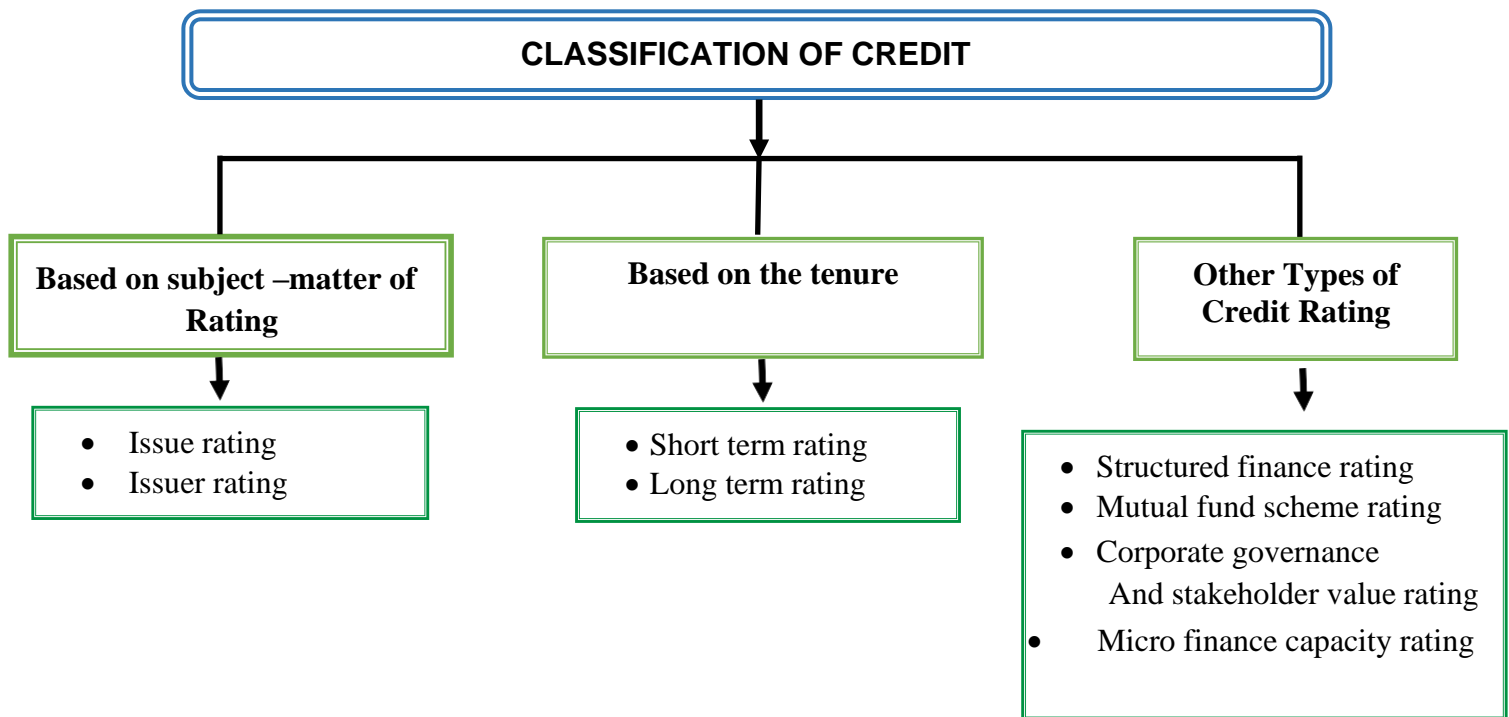 CLASSIFICATION OF CREDIT
Based on subject –matter of
Rating
• Issue rating
• Issuer rating
Based on the tenure
• Short term rating
• Long term rating
Other Types of
Credit Rating
• Structured finance rating
• Mutual fund scheme rating
• Corporate governance
And stakeholder value rating
• Micro finance capacity rating